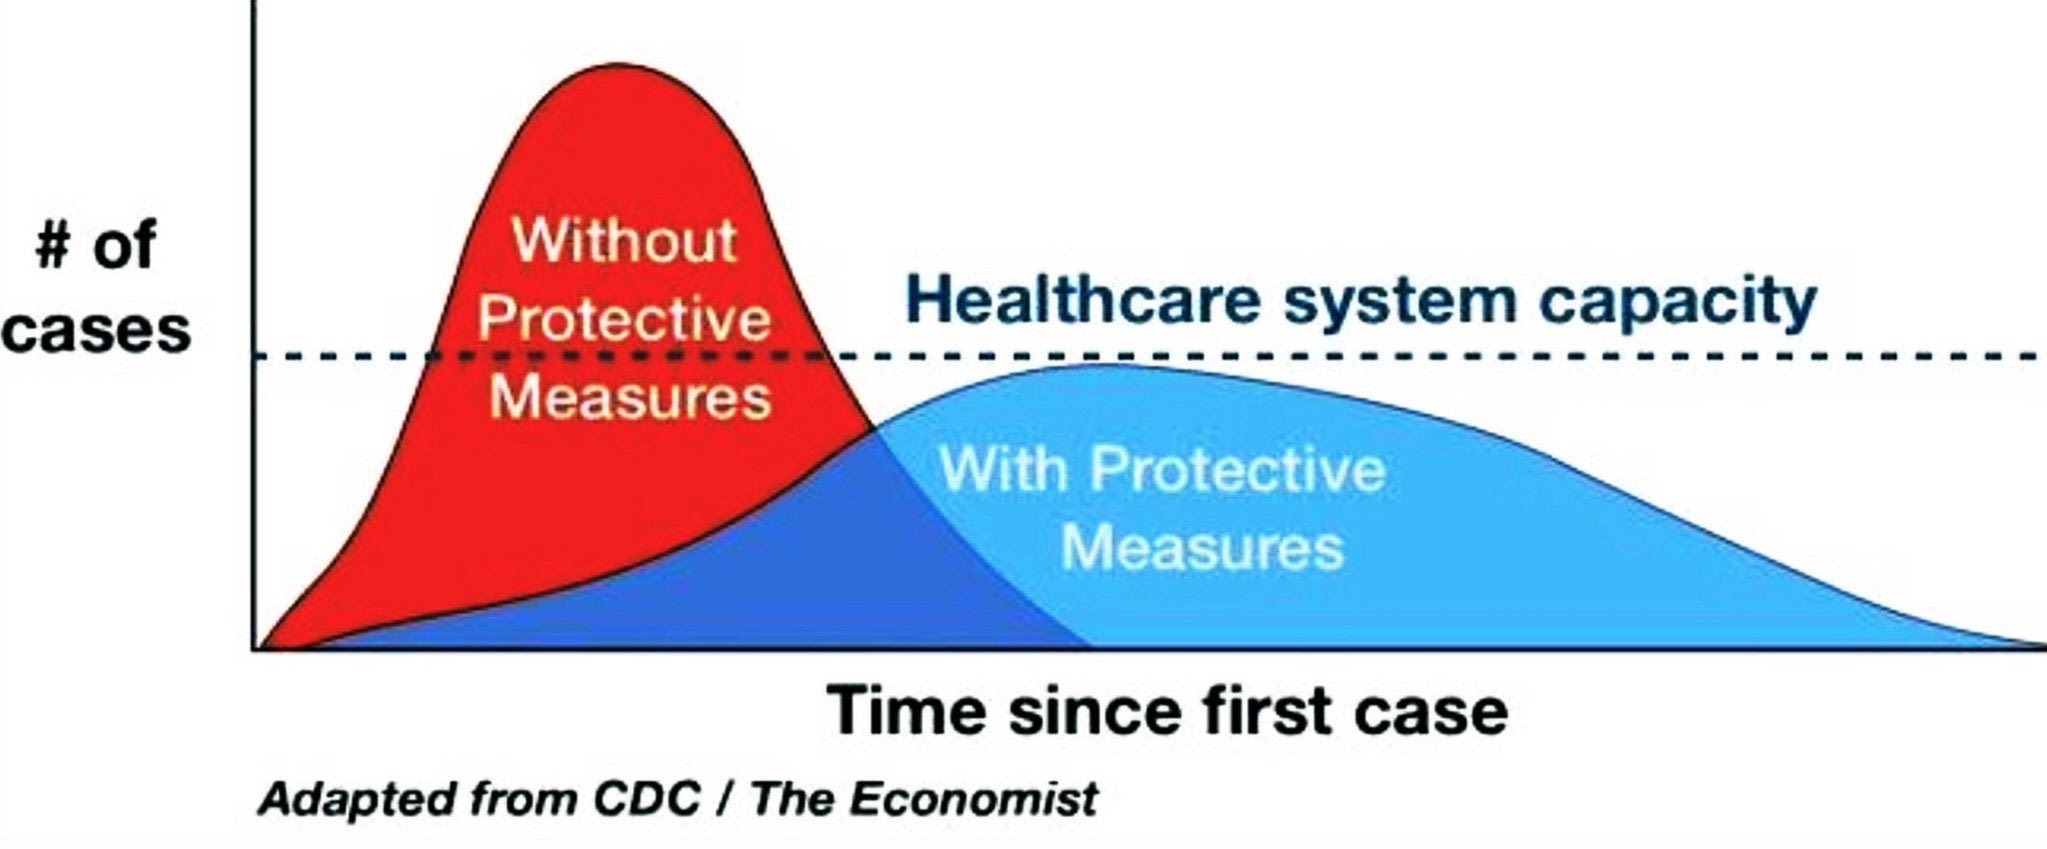 # of
cases
Without
Protective
Measures
Healthcare system capacity
With Protective
Measures
Time since first case
Adapted from CDC / The Economist